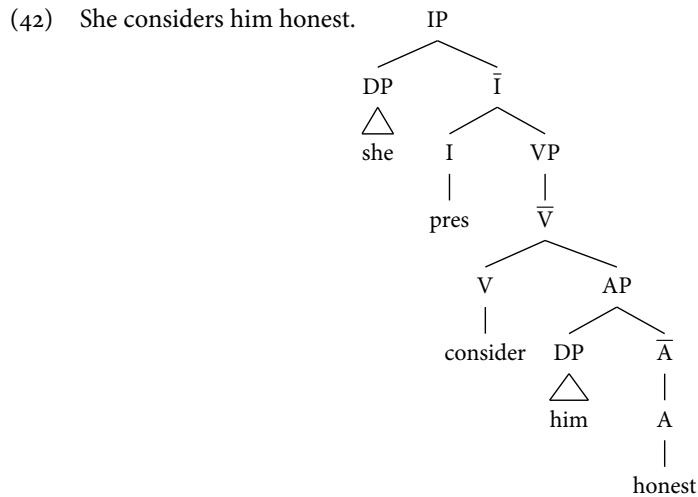 (42) She considers him honest. IP
DP I̅
she I VP
pres V̅
V AP
consider DP A̅
him A
honest